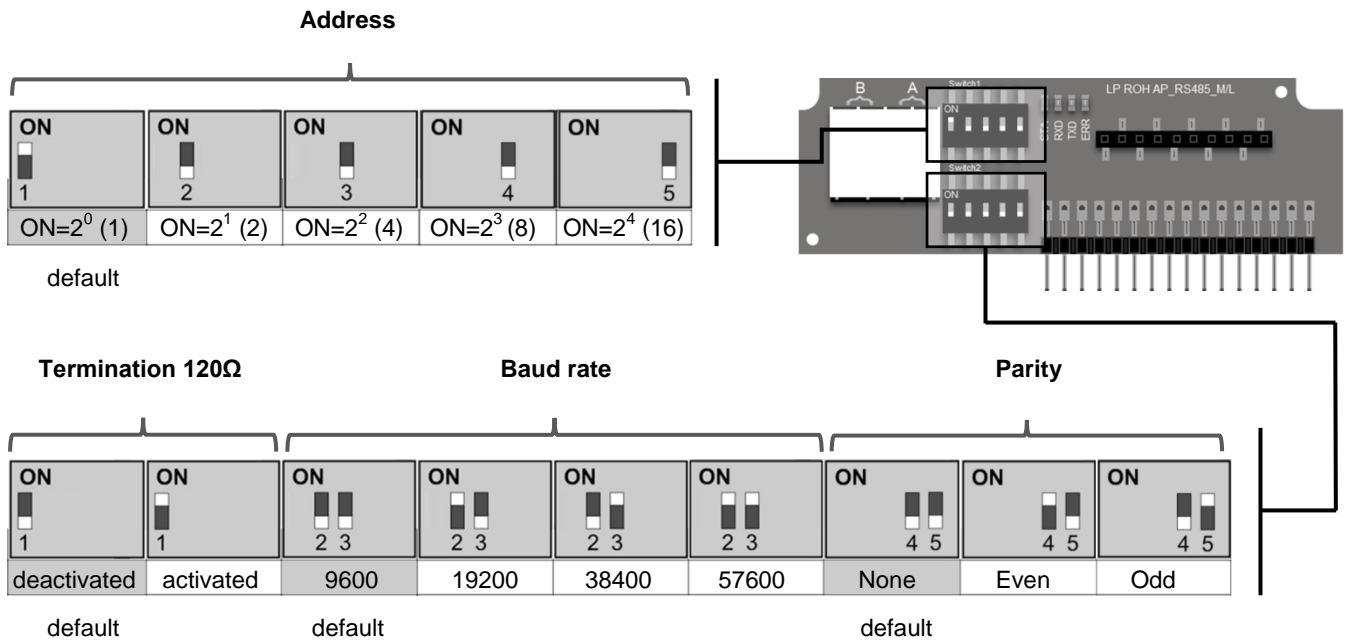 Address
ON ON ON ON ON
1 2 3 4 5
ON=2⁰ (1) ON=2¹ (2) ON=2² (4) ON=2³ (8) ON=2⁴ (16)
default
B A
Switch1
ON
STA RXD TXD ERR
LP ROH AP_RS485_M/L
Switch2
ON
Termination 120Ω Baud rate Parity
ON ON ON ON ON ON ON ON ON
1 1 2 3 2 3 2 3 2 3 4 5 4 5 4 5
deactivated activated 9600 19200 38400 57600 None Even Odd
default default default